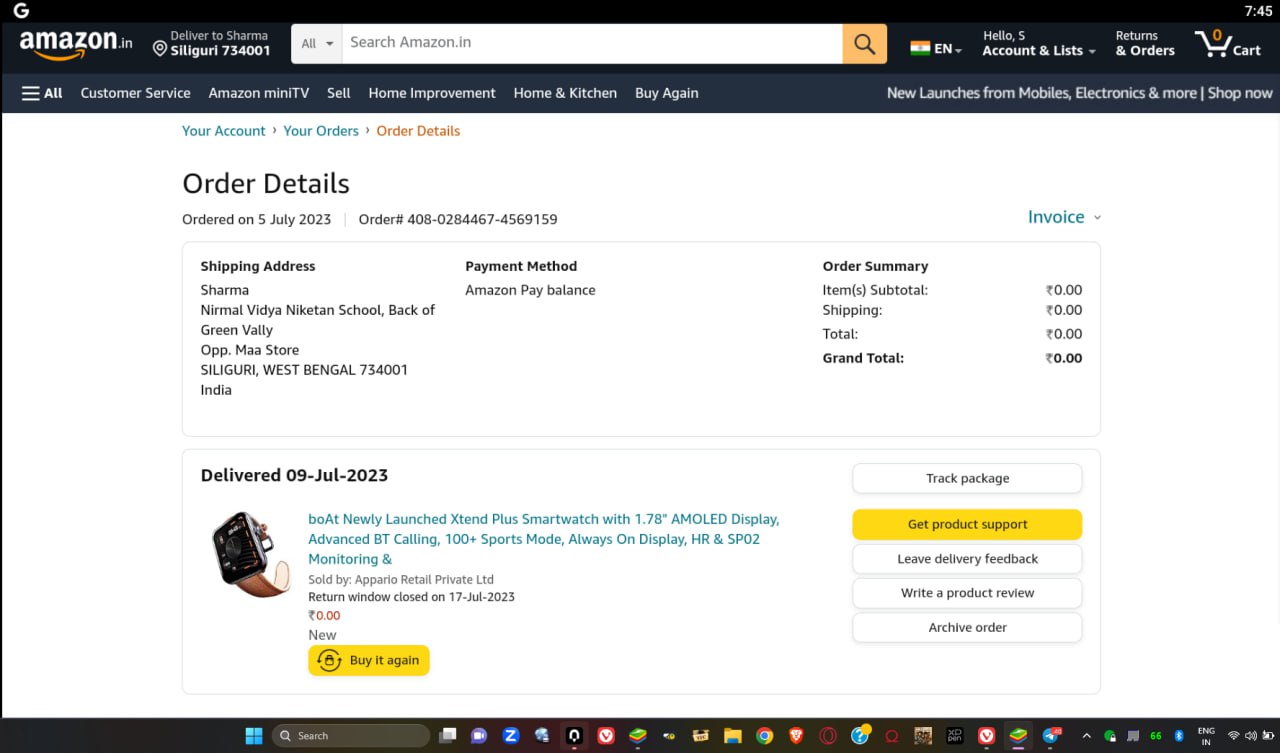 7:45
amazon.in
Deliver to Sharma
Siliguri 734001
All
Search Amazon.in
EN
Hello, S
Account & Lists
Returns
& Orders
0
Cart
All
Customer Service
Amazon miniTV
Sell
Home Improvement
Home & Kitchen
Buy Again
New Launches from Mobiles, Electronics & more | Shop now
Your Account › Your Orders › Order Details
Order Details
Ordered on 5 July 2023 | Order# 408-0284467-4569159
Invoice
Shipping Address
Sharma
Nirmal Vidya Niketan School, Back of
Green Vally
Opp. Maa Store
SILIGURI, WEST BENGAL 734001
India
Payment Method
Amazon Pay balance
Order Summary
Item(s) Subtotal: ₹0.00
Shipping: ₹0.00
Total: ₹0.00
Grand Total: ₹0.00
Delivered 09-Jul-2023
boAt Newly Launched Xtend Plus Smartwatch with 1.78" AMOLED Display,
Advanced BT Calling, 100+ Sports Mode, Always On Display, HR & SP02
Monitoring &
Sold by: Appario Retail Private Ltd
Return window closed on 17-Jul-2023
₹0.00
New
Buy it again
Track package
Get product support
Leave delivery feedback
Write a product review
Archive order
Search
66
ENG
IN